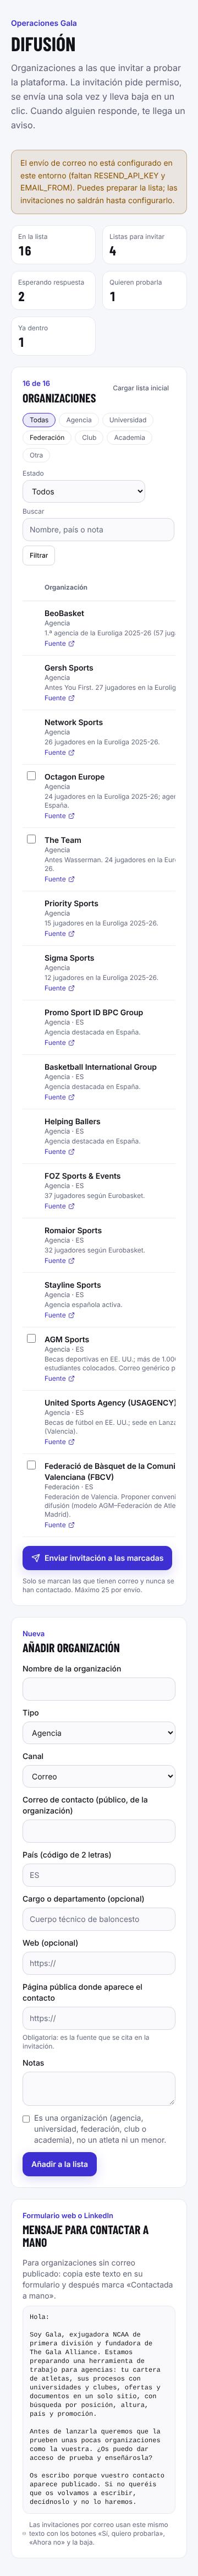 Operaciones Gala
DIFUSIÓN
Organizaciones a las que invitar a probar
la plataforma. La invitación pide permiso,
se envía una sola vez y lleva baja en un
clic. Cuando alguien responde, te llega un
aviso.
El envío de correo no está configurado en
este entorno (faltan RESEND_API_KEY y
EMAIL_FROM). Puedes preparar la lista; las
invitaciones no saldrán hasta configurarlo.
En la lista
16
Listas para invitar
4
Esperando respuesta
2
Quieren probarla
1
Ya dentro
1
16 de 16
ORGANIZACIONES
Cargar lista inicial
Todas
Agencia
Universidad
Federación
Club
Academia
Otra
Estado
Todos
Buscar
Nombre, país o nota
Filtrar
Organización
BeoBasket
Agencia
1.ª agencia de la Euroliga 2025-26 (57 jug
Fuente
Gersh Sports
Agencia
Antes You First. 27 jugadores en la Eurolig
Fuente
Network Sports
Agencia
26 jugadores en la Euroliga 2025-26.
Fuente
Octagon Europe
Agencia
24 jugadores en la Euroliga 2025-26; agen
España.
Fuente
The Team
Agencia
Antes Wasserman. 24 jugadores en la Eur
26.
Fuente
Priority Sports
Agencia
15 jugadores en la Euroliga 2025-26.
Fuente
Sigma Sports
Agencia
12 jugadores en la Euroliga 2025-26.
Fuente
Promo Sport ID BPC Group
Agencia · ES
Agencia destacada en España.
Fuente
Basketball International Group
Agencia · ES
Agencia destacada en España.
Fuente
Helping Ballers
Agencia · ES
Agencia destacada en España.
Fuente
FOZ Sports & Events
Agencia · ES
37 jugadores según Eurobasket.
Fuente
Romaior Sports
Agencia · ES
32 jugadores según Eurobasket.
Fuente
Stayline Sports
Agencia · ES
Agencia española activa.
Fuente
AGM Sports
Agencia · ES
Becas deportivas en EE. UU.; más de 1.00
estudiantes colocados. Correo genérico p
Fuente
United Sports Agency (USAGENCY)
Agencia · ES
Becas de fútbol en EE. UU.; sede en Lanza
(Valencia).
Fuente
Federació de Bàsquet de la Comuni
Valenciana (FBCV)
Federación · ES
Federación de Valencia. Proponer conveni
difusión (modelo AGM–Federación de Atle
Madrid).
Fuente
Enviar invitación a las marcadas
Solo se marcan las que tienen correo y nunca se
han contactado. Máximo 25 por envío.
Nueva
AÑADIR ORGANIZACIÓN
Nombre de la organización
Tipo
Agencia
Canal
Correo
Correo de contacto (público, de la
organización)
País (código de 2 letras)
ES
Cargo o departamento (opcional)
Cuerpo técnico de baloncesto
Web (opcional)
https://
Página pública donde aparece el
contacto
https://
Obligatoria: es la fuente que se cita en la
invitación.
Notas
Es una organización (agencia,
universidad, federación, club o
academia), no un atleta ni un menor.
Añadir a la lista
Formulario web o LinkedIn
MENSAJE PARA CONTACTAR A
MANO
Para organizaciones sin correo
publicado: copia este texto en su
formulario y después marca «Contactada
a mano».
Hola:
Soy Gala, exjugadora NCAA de
primera división y fundadora de
The Gala Alliance. Estamos
preparando una herramienta de
trabajo para agencias: tu cartera
de atletas, sus procesos con
universidades y clubes, ofertas y
documentos en un solo sitio, con
búsqueda por posición, altura,
país y promoción.
Antes de lanzarla queremos que la
prueben unas pocas organizaciones
como la vuestra. ¿Os puedo dar
acceso de prueba y enseñárosla?
Os escribo porque vuestro contacto
aparece publicado. Si no queréis
que os volvamos a escribir,
decídnoslo y no lo haremos.
Las invitaciones por correo usan este mismo
texto con los botones «Sí, quiero probarla»,
«Ahora no» y la baja.